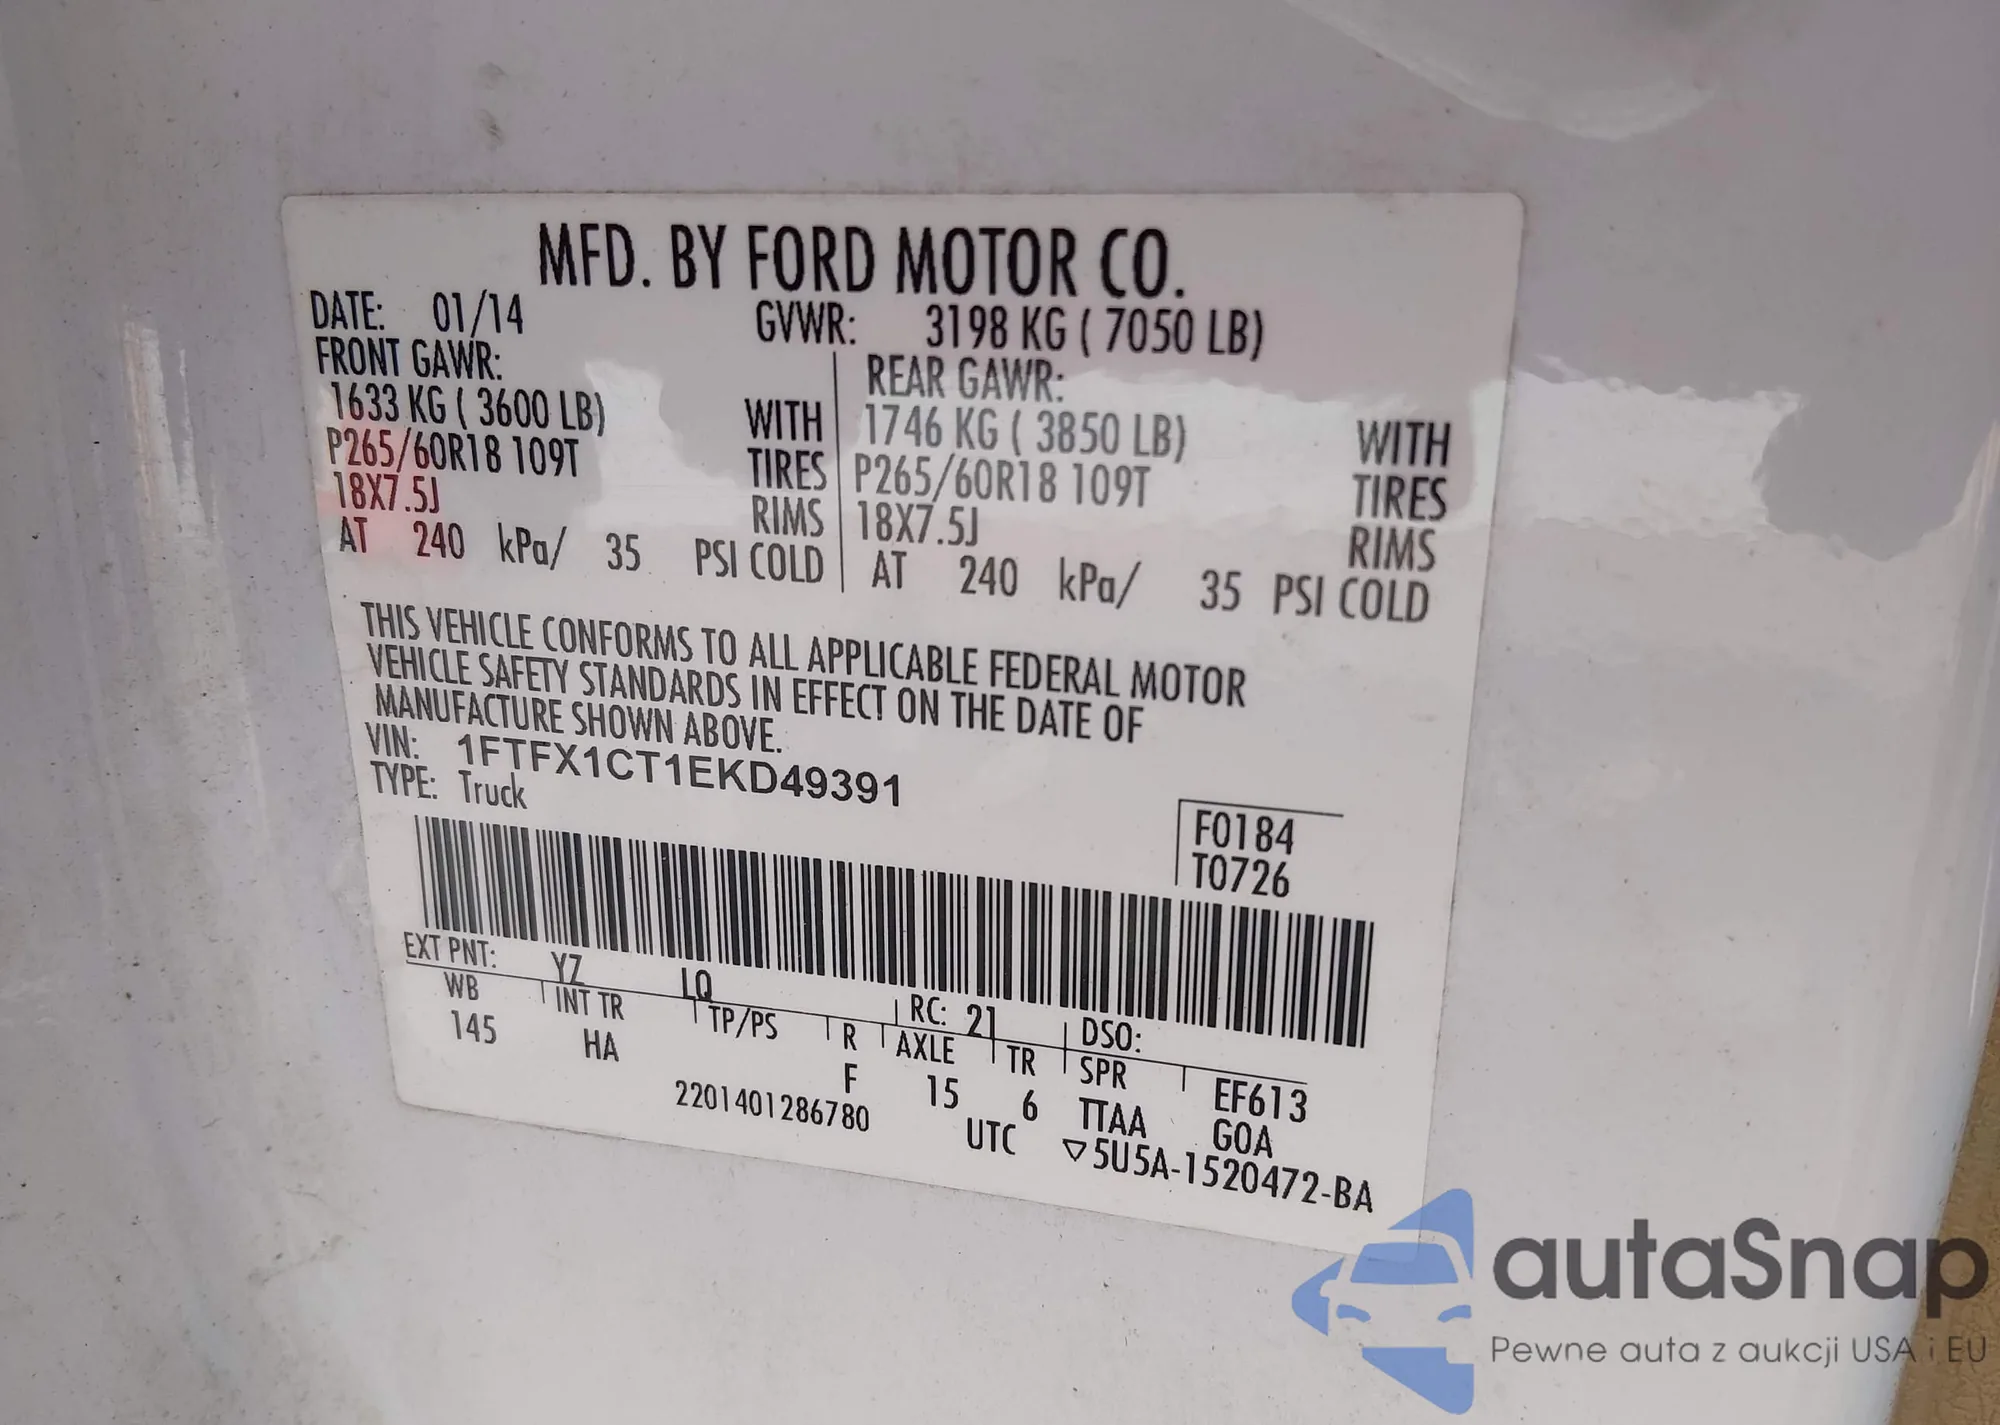 MFD. BY FORD MOTOR CO.
DATE: 01/14 GVWR: 3198 KG ( 7050 LB)
FRONT GAWR: REAR GAWR:
1633 KG ( 3600 LB) WITH 1746 KG ( 3850 LB) WITH
P265/60R18 109T TIRES P265/60R18 109T TIRES
18X7.5J RIMS 18X7.5J RIMS
AT 240 kPa/ 35 PSI COLD AT 240 kPa/ 35 PSI COLD
THIS VEHICLE CONFORMS TO ALL APPLICABLE FEDERAL MOTOR
VEHICLE SAFETY STANDARDS IN EFFECT ON THE DATE OF
MANUFACTURE SHOWN ABOVE.
VIN: 1FTFX1CT1EKD49391
TYPE: Truck
F0184
T0726
EXT PNT: YZ LQ RC: 21 DSO:
WB INT TR TP/PS R AXLE TR SPR EF613
145 HA F 15 6 TTAA GOA
2201401286780 UTC ▽5U5A-1520472-BA
autaSnap
Pewne auta z aukcji USA i EU